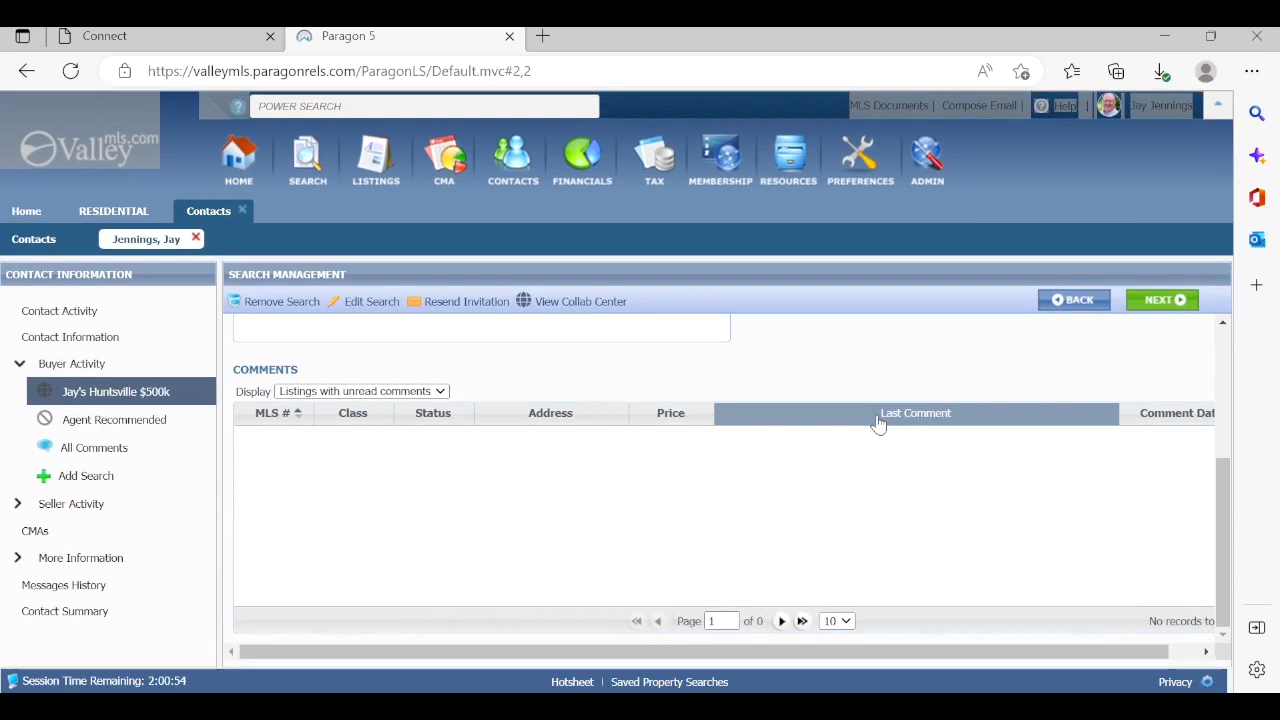 Connect
Paragon 5
https://valleymls.paragonrels.com/ParagonLS/Default.mvc#2,2
POWER SEARCH
MLS Documents | Compose Email | Help | Jay Jennings
Valleymls.com
HOME SEARCH LISTINGS CMA CONTACTS FINANCIALS TAX MEMBERSHIP RESOURCES PREFERENCES ADMIN
Home RESIDENTIAL Contacts
Contacts Jennings, Jay
CONTACT INFORMATION
Contact Activity
Contact Information
Buyer Activity
Jay's Huntsville $500k
Agent Recommended
All Comments
Add Search
Seller Activity
CMAs
More Information
Messages History
Contact Summary
SEARCH MANAGEMENT
Remove Search Edit Search Resend Invitation View Collab Center BACK NEXT
COMMENTS
Display Listings with unread comments
MLS # Class Status Address Price Last Comment Comment Dat
Page 1 of 0 10 No records to
Session Time Remaining: 2:00:54 Hotsheet | Saved Property Searches Privacy